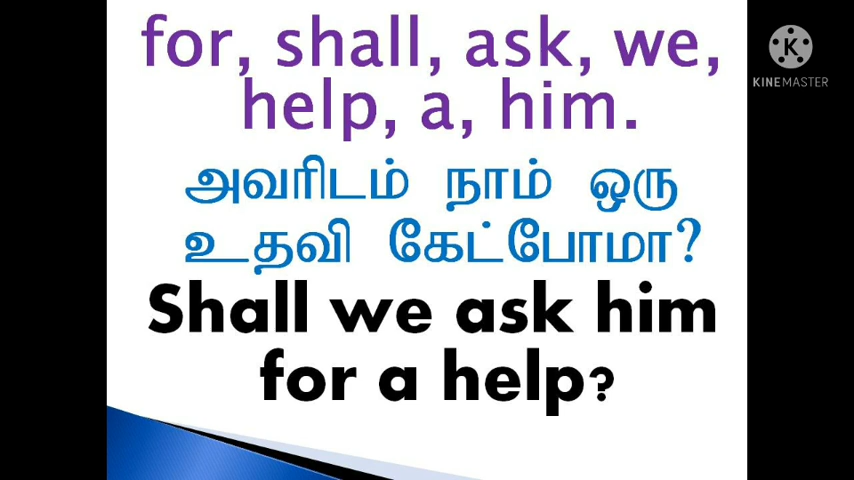 for, shall, ask, we,
help, a, him.
அவரிடம் நாம் ஒரு
உதவி கேட்போமா?
Shall we ask him
for a help?
K
KINEMASTER